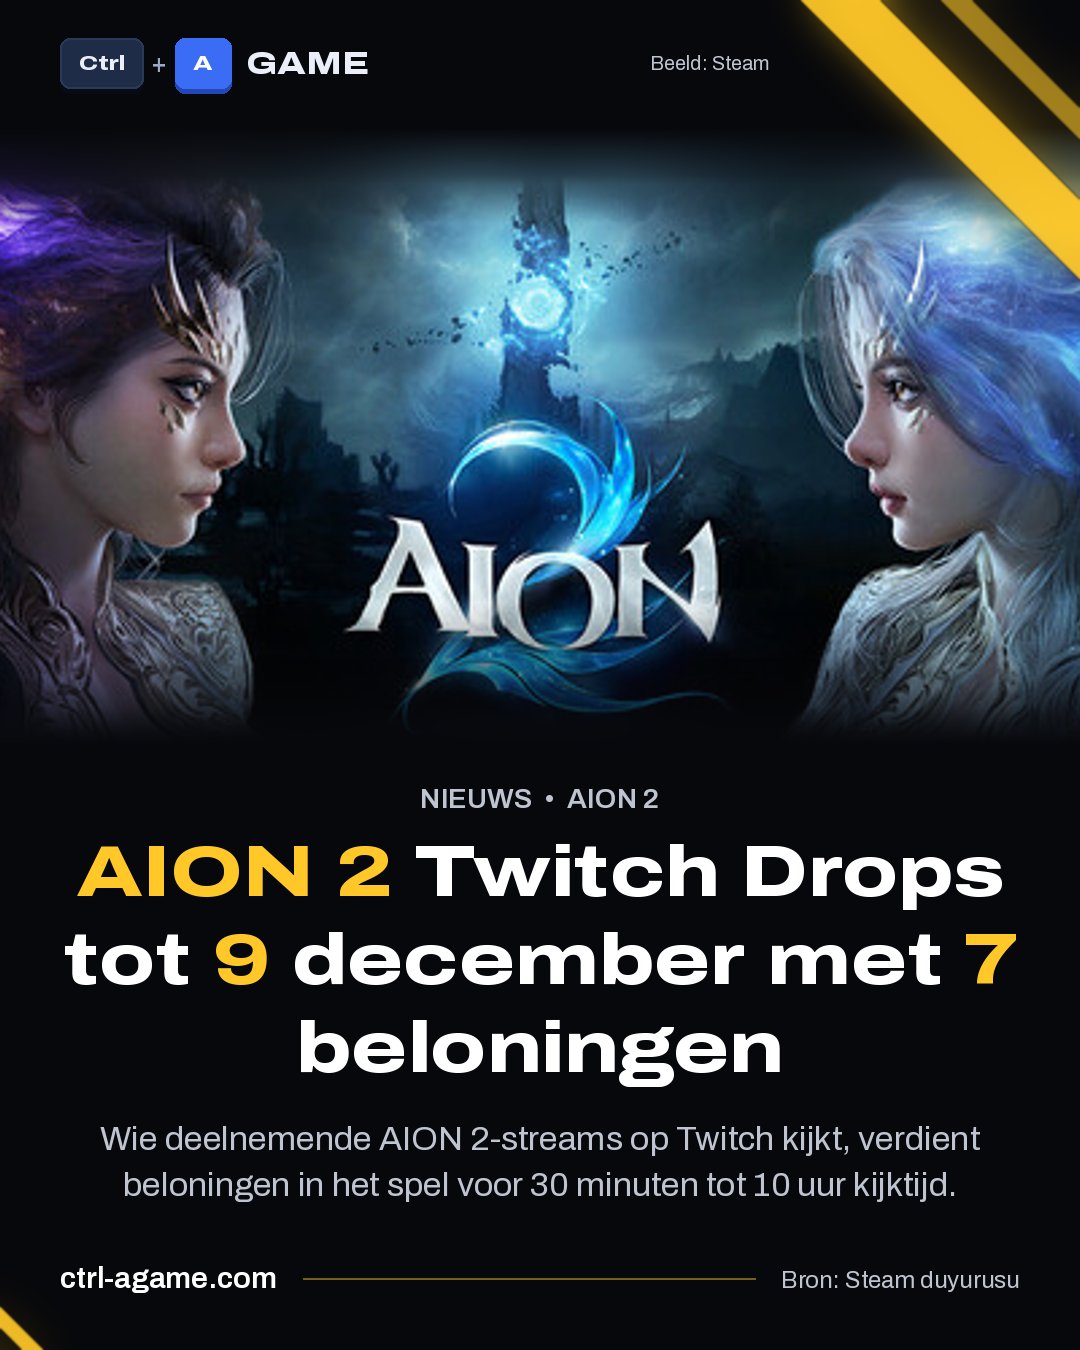 Ctrl + A GAME
Beeld: Steam
2
AION
NIEUWS • AION 2
AION 2 Twitch Drops
tot 9 december met 7
beloningen
Wie deelnemende AION 2-streams op Twitch kijkt, verdient
beloningen in het spel voor 30 minuten tot 10 uur kijktijd.
ctrl-agame.com
Bron: Steam duyurusu